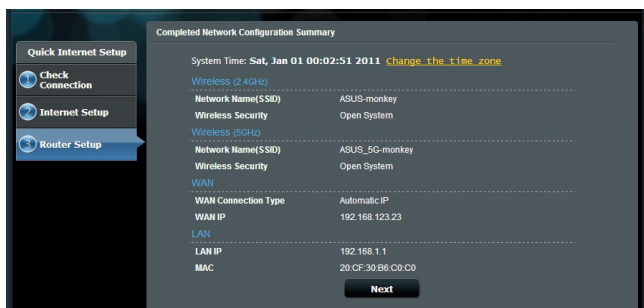 Completed Network Configuration Summary
Quick Internet Setup
1 Check Connection
2 Internet Setup
3 Router Setup
System Time: Sat, Jan 01 00:02:51 2011 Change the time zone
Wireless (2.4GHz)
Network Name(SSID) ASUS-monkey
Wireless Security Open System
Wireless (5GHz)
Network Name(SSID) ASUS_5G-monkey
Wireless Security Open System
WAN
WAN Connection Type Automatic IP
WAN IP 192.168.123.23
LAN
LAN IP 192.168.1.1
MAC 20:CF:30:B6:C0:C0
Next